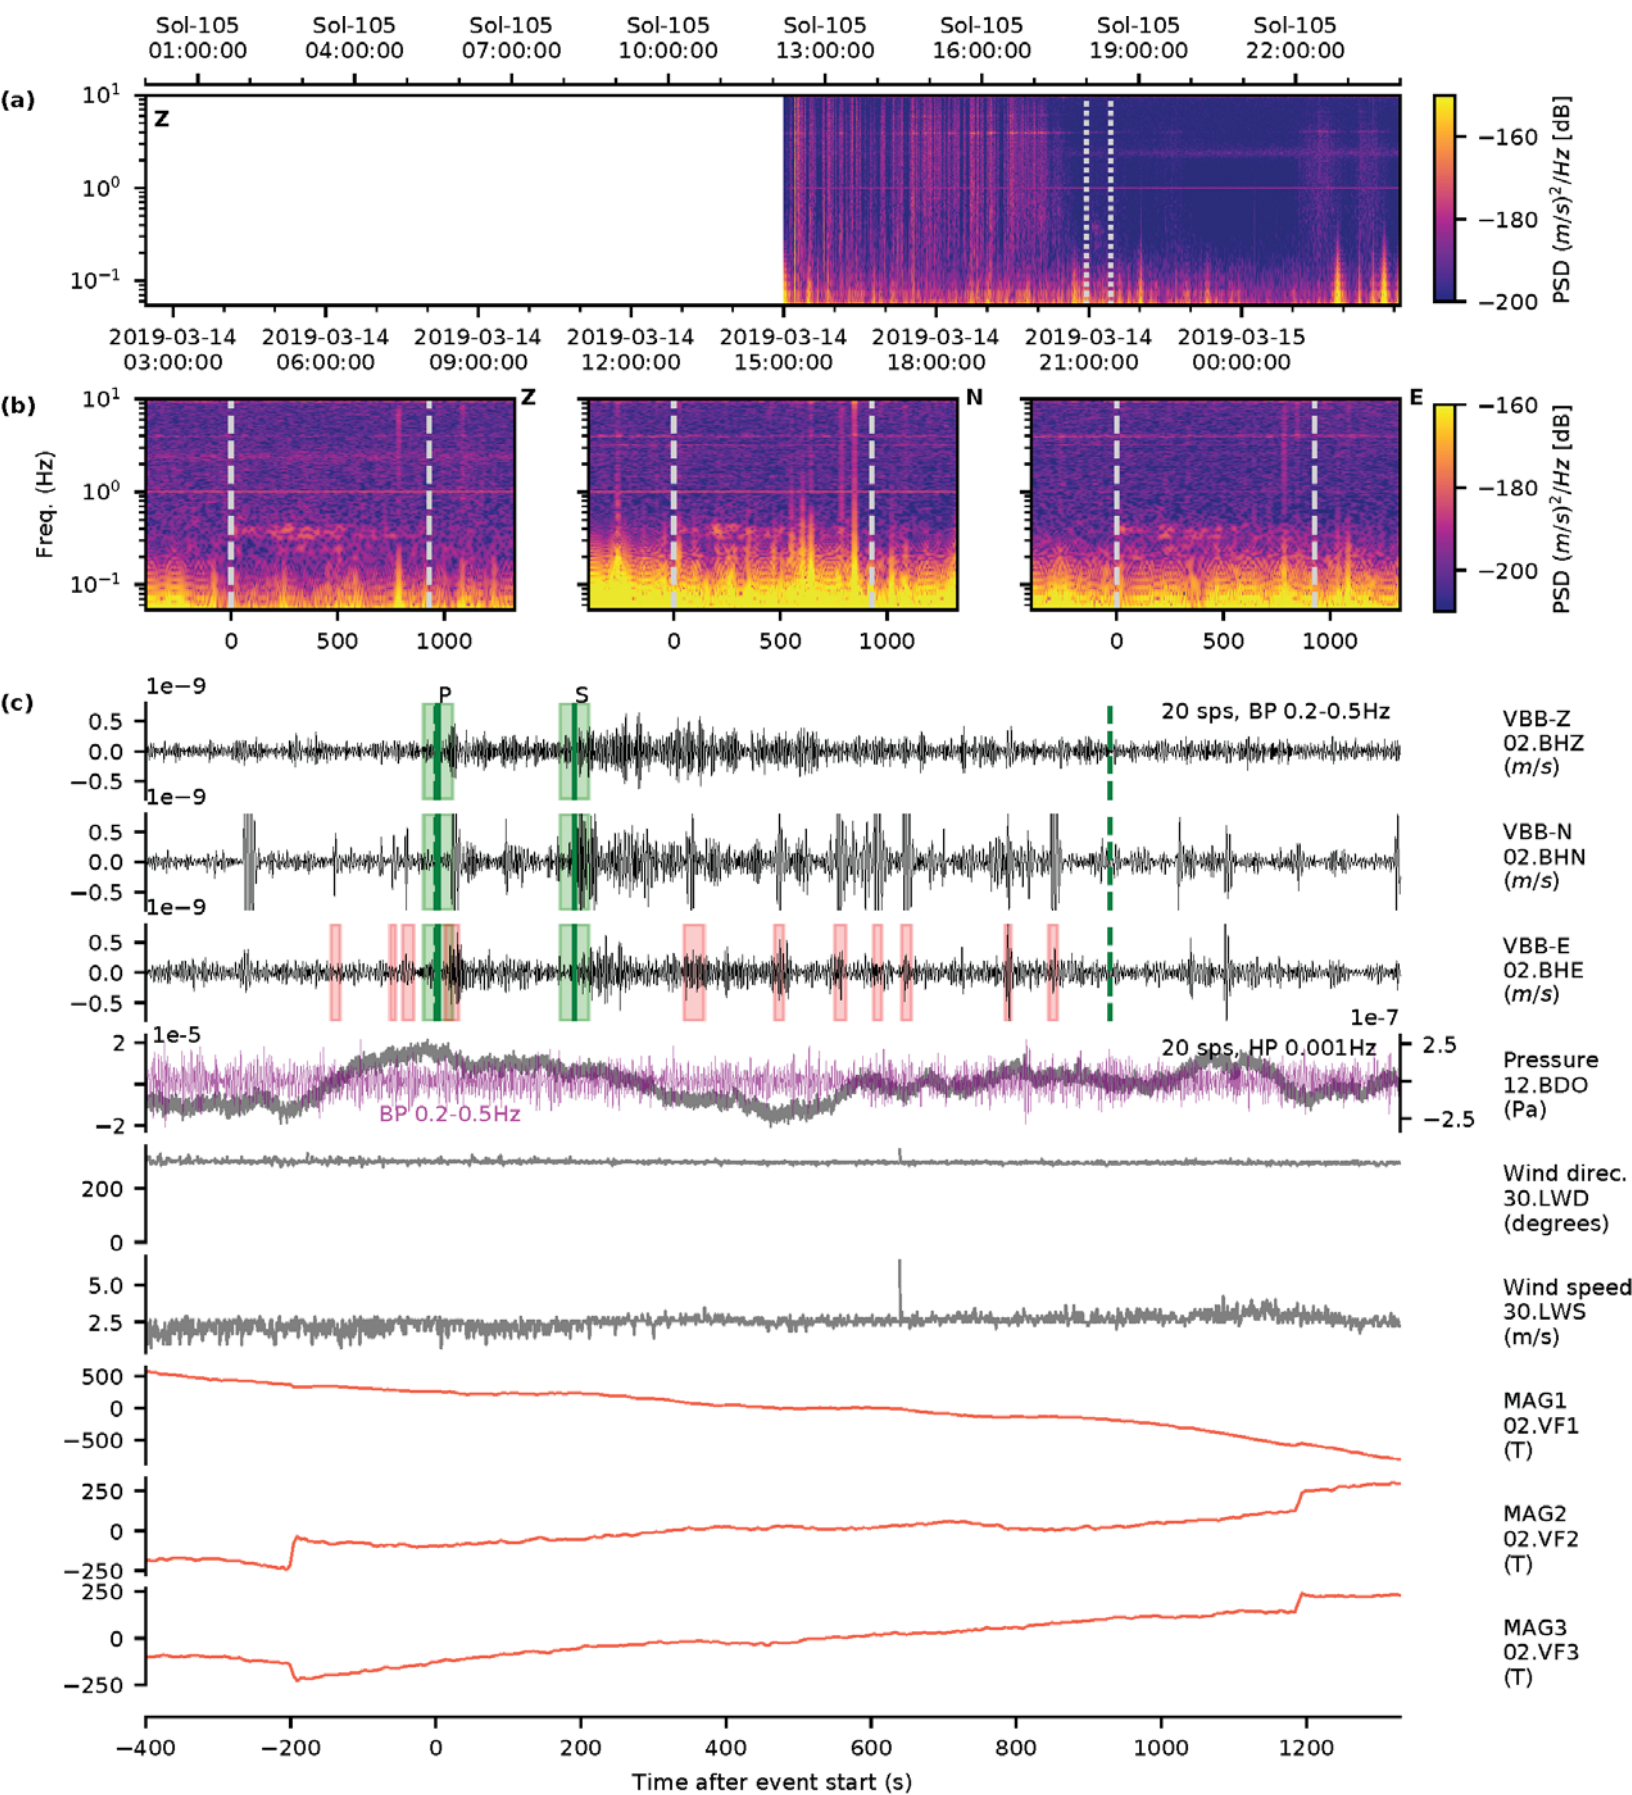 Sol-105 Sol-105 Sol-105 Sol-105 Sol-105 Sol-105 Sol-105 Sol-105
01:00:00 04:00:00 07:00:00 10:00:00 13:00:00 16:00:00 19:00:00 22:00:00
(a)
Z
10¹
10⁰
10⁻¹
−160
−180
−200
PSD (m/s)²/Hz [dB]
2019-03-14 2019-03-14 2019-03-14 2019-03-14 2019-03-14 2019-03-14 2019-03-14 2019-03-15
03:00:00 06:00:00 09:00:00 12:00:00 15:00:00 18:00:00 21:00:00 00:00:00
(b)
Z
N
E
Freq. (Hz)
10¹
10⁰
10⁻¹
−160
−180
−200
PSD (m/s)²/Hz [dB]
0 500 1000
0 500 1000
0 500 1000
(c)
1e−9
P
S
20 sps, BP 0.2-0.5Hz
0.5
0.0
−0.5
VBB-Z
02.BHZ
(m/s)
1e−9
0.5
0.0
−0.5
VBB-N
02.BHN
(m/s)
1e−9
0.5
0.0
−0.5
VBB-E
02.BHE
(m/s)
1e-5
1e-7
20 sps, HP 0.001Hz
BP 0.2-0.5Hz
2
−2
2.5
−2.5
Pressure
12.BDO
(Pa)
200
0
Wind direc.
30.LWD
(degrees)
5.0
2.5
Wind speed
30.LWS
(m/s)
500
0
−500
MAG1
02.VF1
(T)
250
0
−250
MAG2
02.VF2
(T)
250
0
−250
MAG3
02.VF3
(T)
−400 −200 0 200 400 600 800 1000 1200
Time after event start (s)